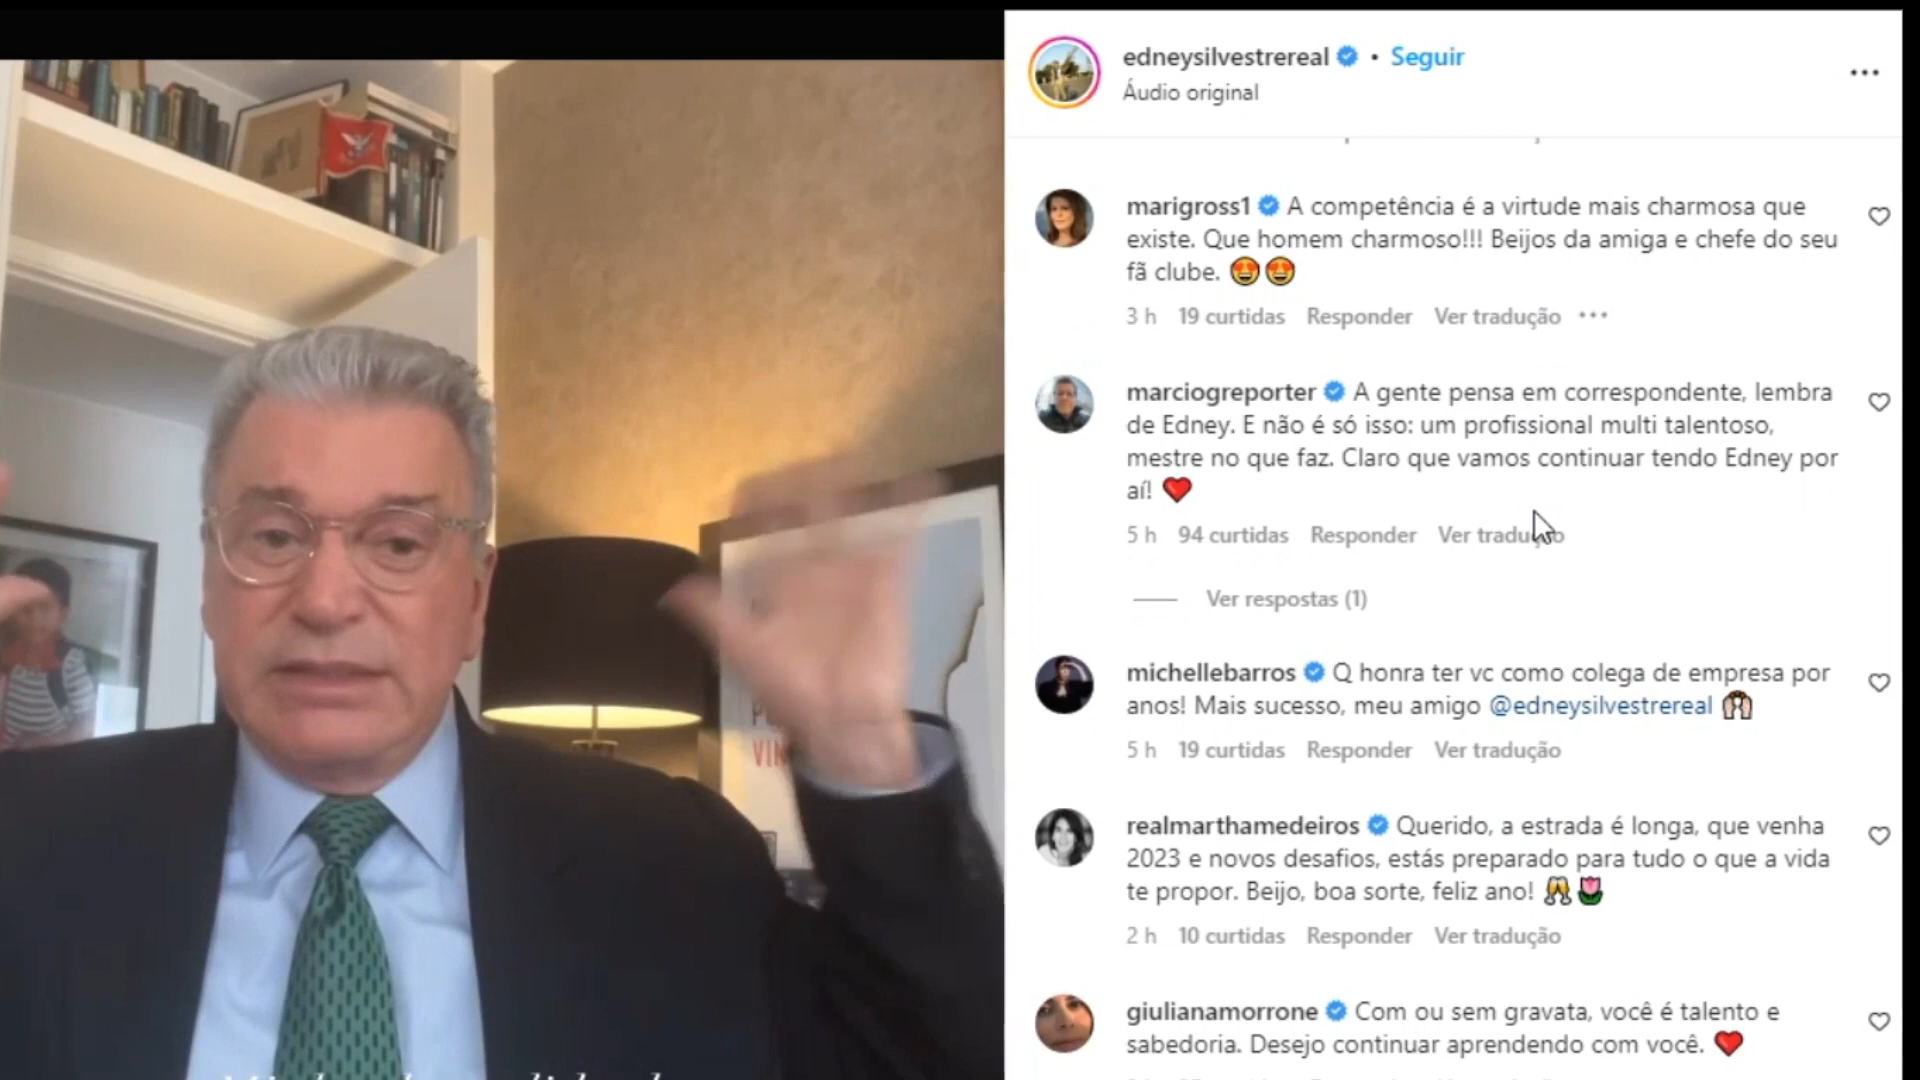 edneysilvestrereal • Seguir
Áudio original
marigross1 A competência é a virtude mais charmosa que
existe. Que homem charmoso!!! Beijos da amiga e chefe do seu
fã clube. 😍😍
3 h 19 curtidas Responder Ver tradução •••
marciogreporter A gente pensa em correspondente, lembra
de Edney. E não é só isso: um profissional multi talentoso,
mestre no que faz. Claro que vamos continuar tendo Edney por
aí! ❤️
5 h 94 curtidas Responder Ver tradução
Ver respostas (1)
michellebarros Q honra ter vc como colega de empresa por
anos! Mais sucesso, meu amigo @edneysilvestrereal 🙌
5 h 19 curtidas Responder Ver tradução
realmarthamedeiros Querido, a estrada é longa, que venha
2023 e novos desafios, estás preparado para tudo o que a vida
te propor. Beijo, boa sorte, feliz ano! 🥂🌷
2 h 10 curtidas Responder Ver tradução
giulianamorrone Com ou sem gravata, você é talento e
sabedoria. Desejo continuar aprendendo com você. ❤️